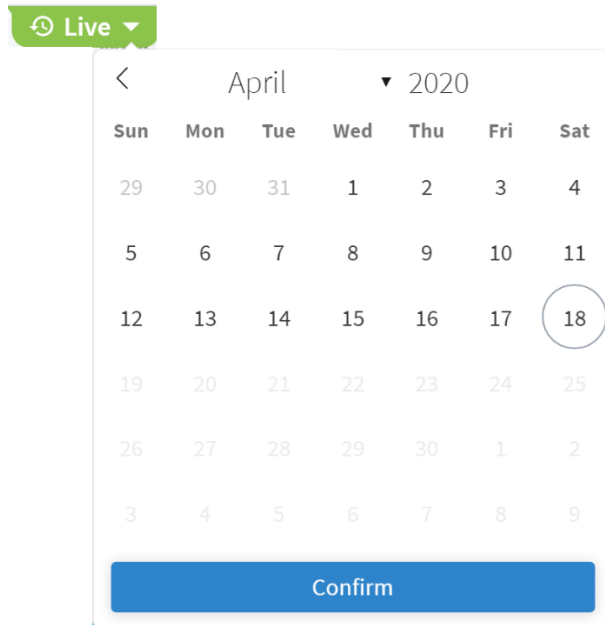 Live
April 2020
Sun Mon Tue Wed Thu Fri Sat
29 30 31 1 2 3 4
5 6 7 8 9 10 11
12 13 14 15 16 17 18
19 20 21 22 23 24 25
26 27 28 29 30 1 2
3 4 5 6 7 8 9
Confirm